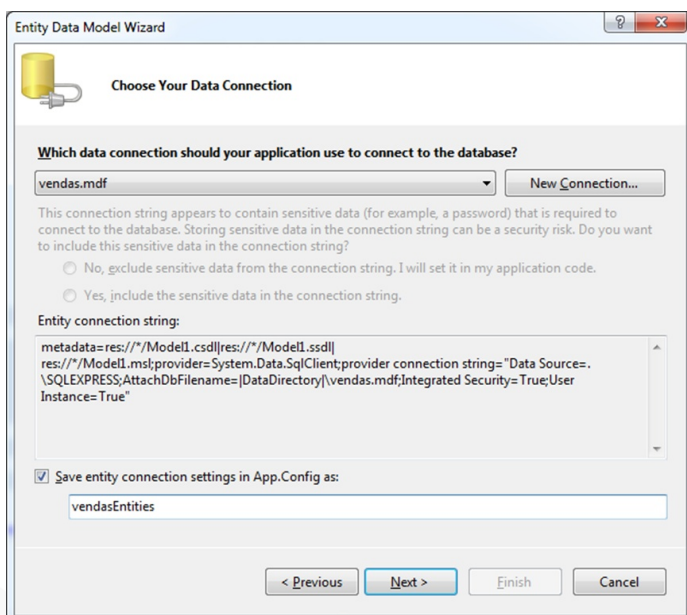 Entity Data Model Wizard
Choose Your Data Connection
Which data connection should your application use to connect to the database?
vendas.mdf
New Connection...
This connection string appears to contain sensitive data (for example, a password) that is required to
connect to the database. Storing sensitive data in the connection string can be a security risk. Do you want
to include this sensitive data in the connection string?
No, exclude sensitive data from the connection string. I will set it in my application code.
Yes, include the sensitive data in the connection string.
Entity connection string:
metadata=res://*/Model1.csdl|res://*/Model1.ssdl|
res://*/Model1.msl;provider=System.Data.SqlClient;provider connection string="Data Source=.
\SQLEXPRESS;AttachDbFilename=|DataDirectory|\vendas.mdf;Integrated Security=True;User
Instance=True"
Save entity connection settings in App.Config as:
vendasEntities
< Previous
Next >
Finish
Cancel